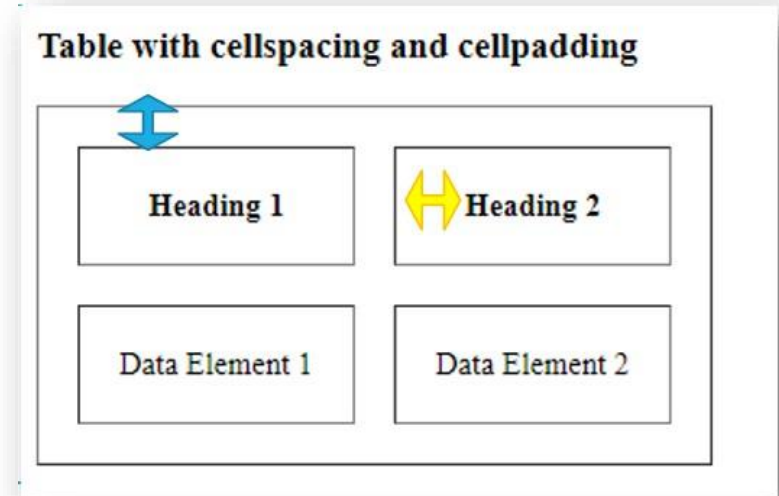 Table with cellspacing and cellpadding
Heading 1
Heading 2
Data Element 1
Data Element 2